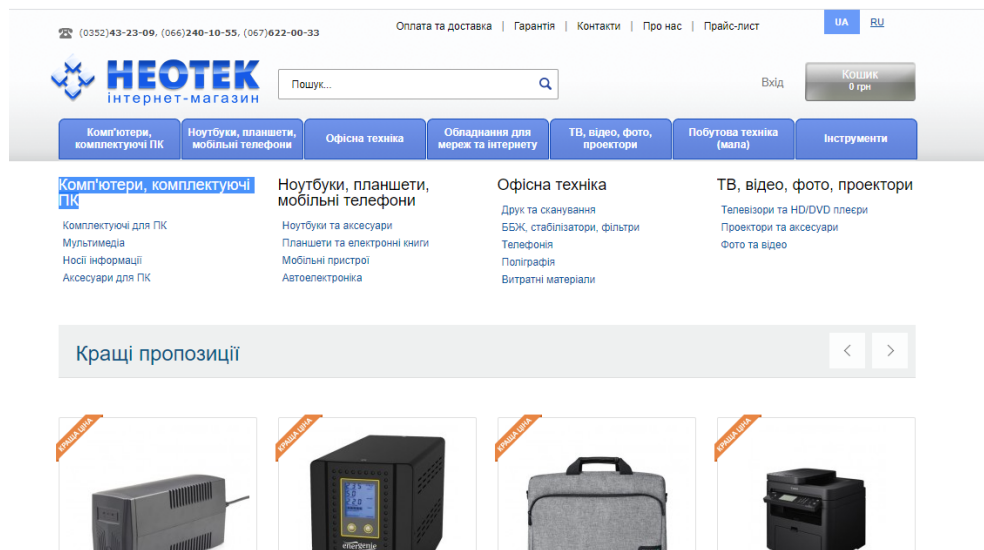 (0352)43-23-09, (066)240-10-55, (067)622-00-33
Оплата та доставка | Гарантія | Контакти | Про нас | Прайс-лист
UA RU
НЕОТЕК
інтернет-магазин
Пошук...
Вхід
Кошик
0 грн
Комп'ютери, комплектуючі ПК
Ноутбуки, планшети, мобільні телефони
Офісна техніка
Обладнання для мереж та інтернету
ТВ, відео, фото, проектори
Побутова техніка (мала)
Інструменти
Комп'ютери, комплектуючі
ПК
Комплектуючі для ПК
Мультимедіа
Носії інформації
Аксесуари для ПК
Ноутбуки, планшети,
мобільні телефони
Ноутбуки та аксесуари
Планшети та електронні книги
Мобільні пристрої
Автоелектроніка
Офісна техніка
Друк та сканування
ББЖ, стабілізатори, фільтри
Телефонія
Поліграфія
Витратні матеріали
ТВ, відео, фото, проектори
Телевізори та HD/DVD плеєри
Проектори та аксесуари
Фото та відео
Кращі пропозиції
КРАЩА ЦІНА
КРАЩА ЦІНА
КРАЩА ЦІНА
КРАЩА ЦІНА
energenie